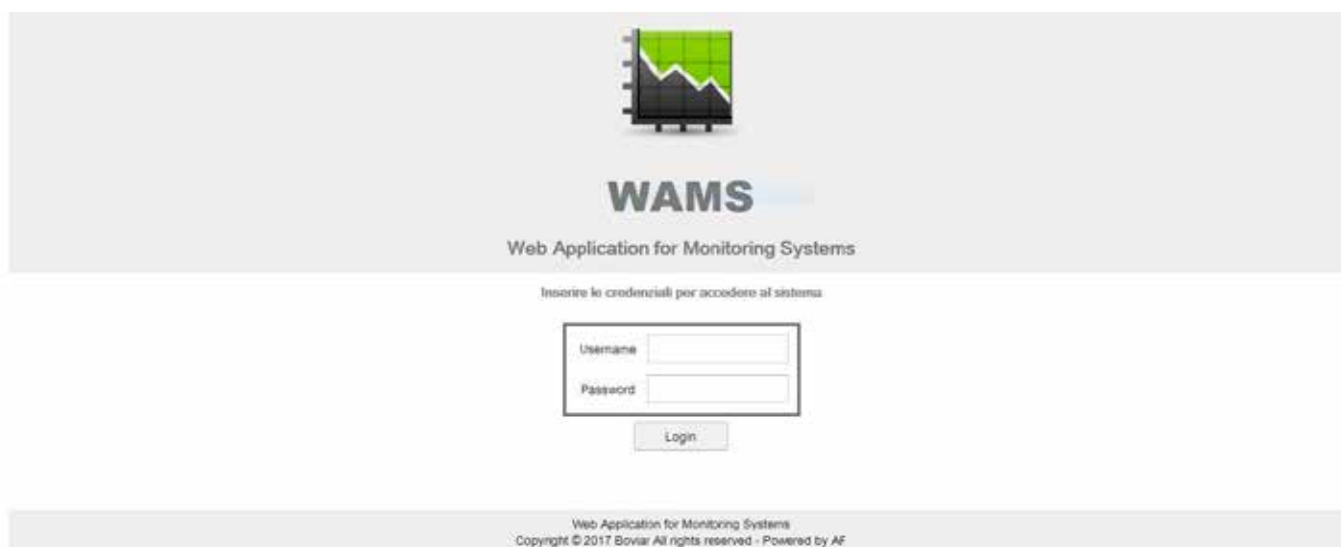 WAMS
Web Application for Monitoring Systems
Inserire le credenziali per accedere al sistema
Username
Password
Login
Web Application for Monitoring Systems
Copyright © 2017 Boviar All rights reserved - Powered by AF